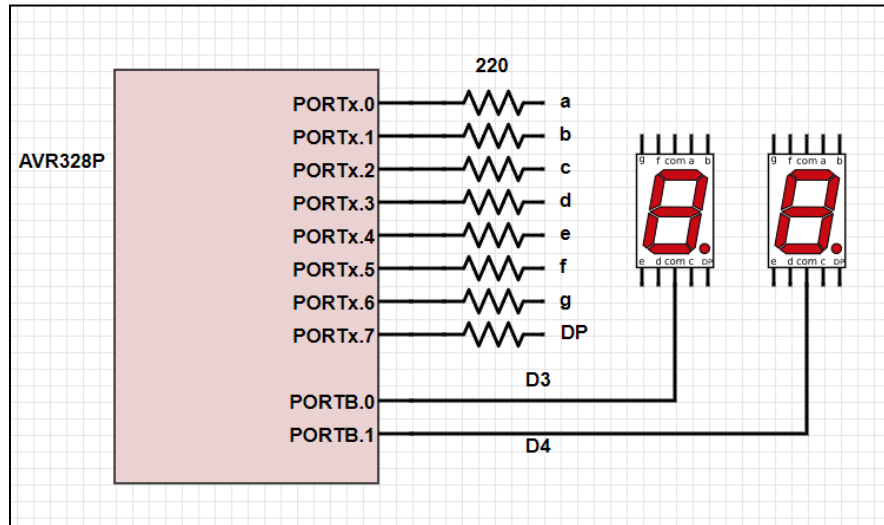 220
PORTx.0 a
PORTx.1 b
AVR328P
PORTx.2 c
PORTx.3 d
PORTx.4 e
PORTx.5 f
PORTx.6 g
PORTx.7 DP
g f com a b
e d com c DP
g f com a b
e d com c DP
D3
PORTB.0
PORTB.1
D4